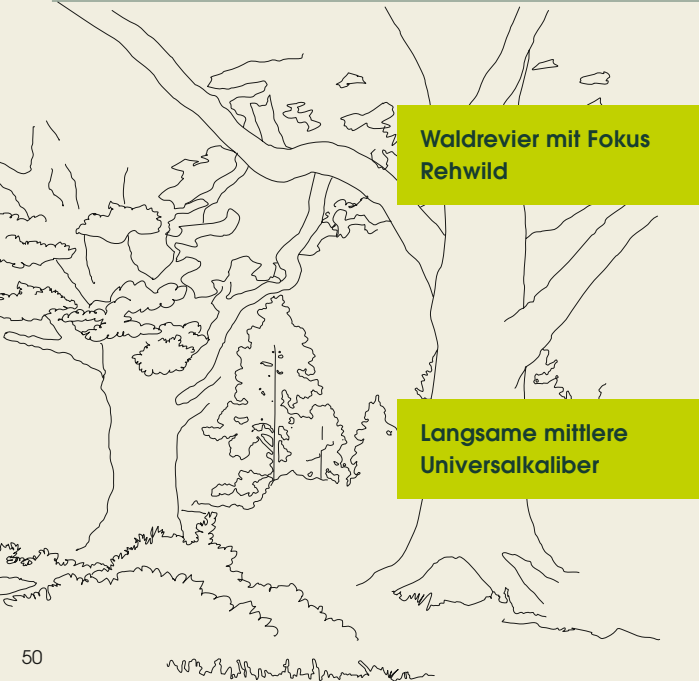 Waldrevier mit Fokus
Rehwild
Langsame mittlere
Universalkaliber
50